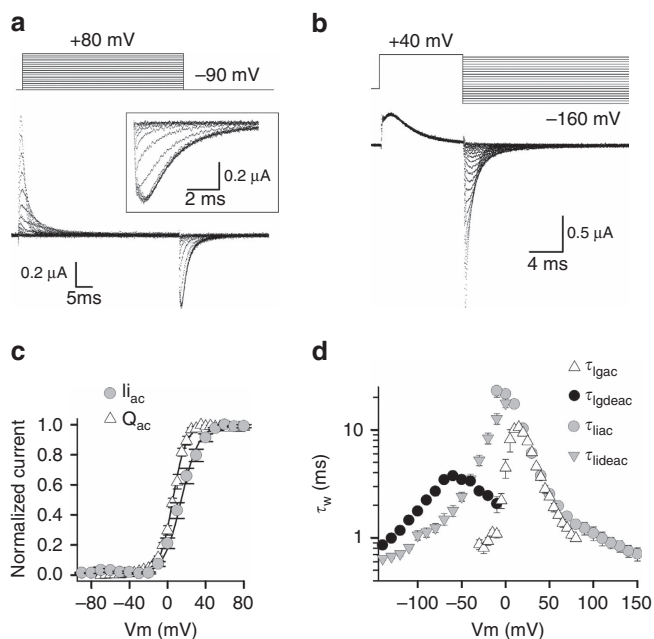 a
+80 mV
−90 mV
0.2 µA
2 ms
0.2 µA
5ms
b
+40 mV
−160 mV
0.5 µA
4 ms
c
Ii_ac
Q_ac
Normalized current
1.0
0.8
0.6
0.4
0.2
0.0
−80 −40 0 40 80
Vm (mV)
d
τ_Igac
τ_Igdeac
τ_Iiac
τ_Iideac
τ_w (ms)
10
1
−100 −50 0 50 100 150
Vm (mV)